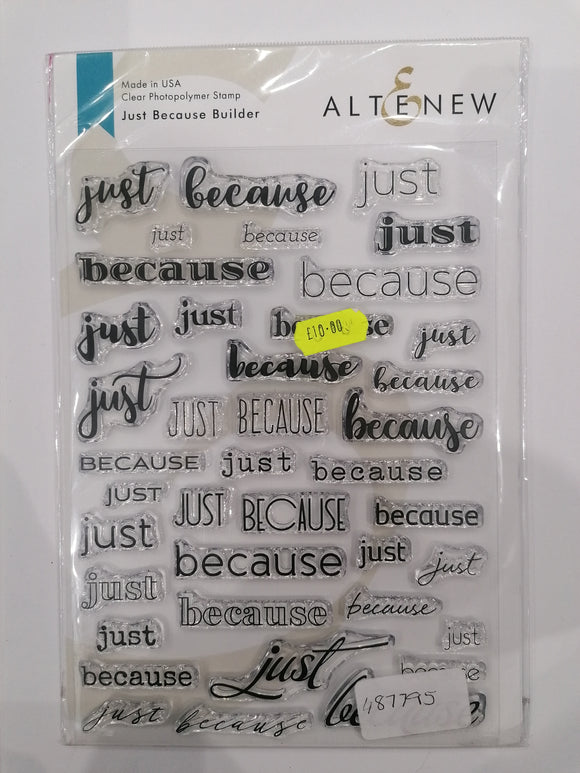 Made in USA
Clear Photopolymer Stamp
Just Because Builder
ALTENEW
just because just
just because just
because because
just just because just
£10.00
because because
just JUST BECAUSE because
BECAUSE just because
JUST JUST BECAUSE because
just because just just
just because because
just just
because just because
487795
just because because